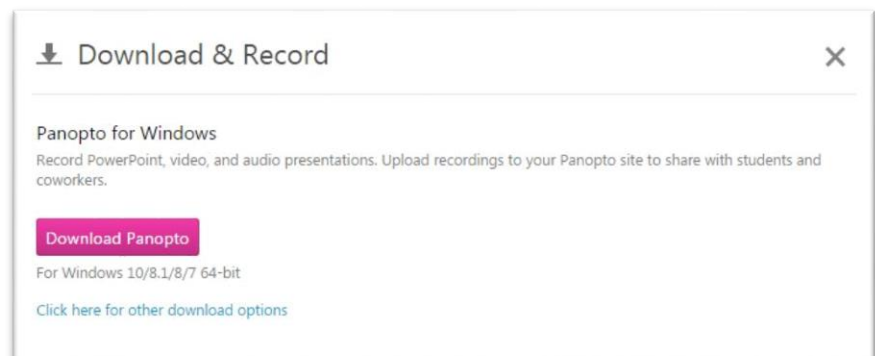 Download & Record
Panopto for Windows
Record PowerPoint, video, and audio presentations. Upload recordings to your Panopto site to share with students and
coworkers.
Download Panopto
For Windows 10/8.1/8/7 64-bit
Click here for other download options